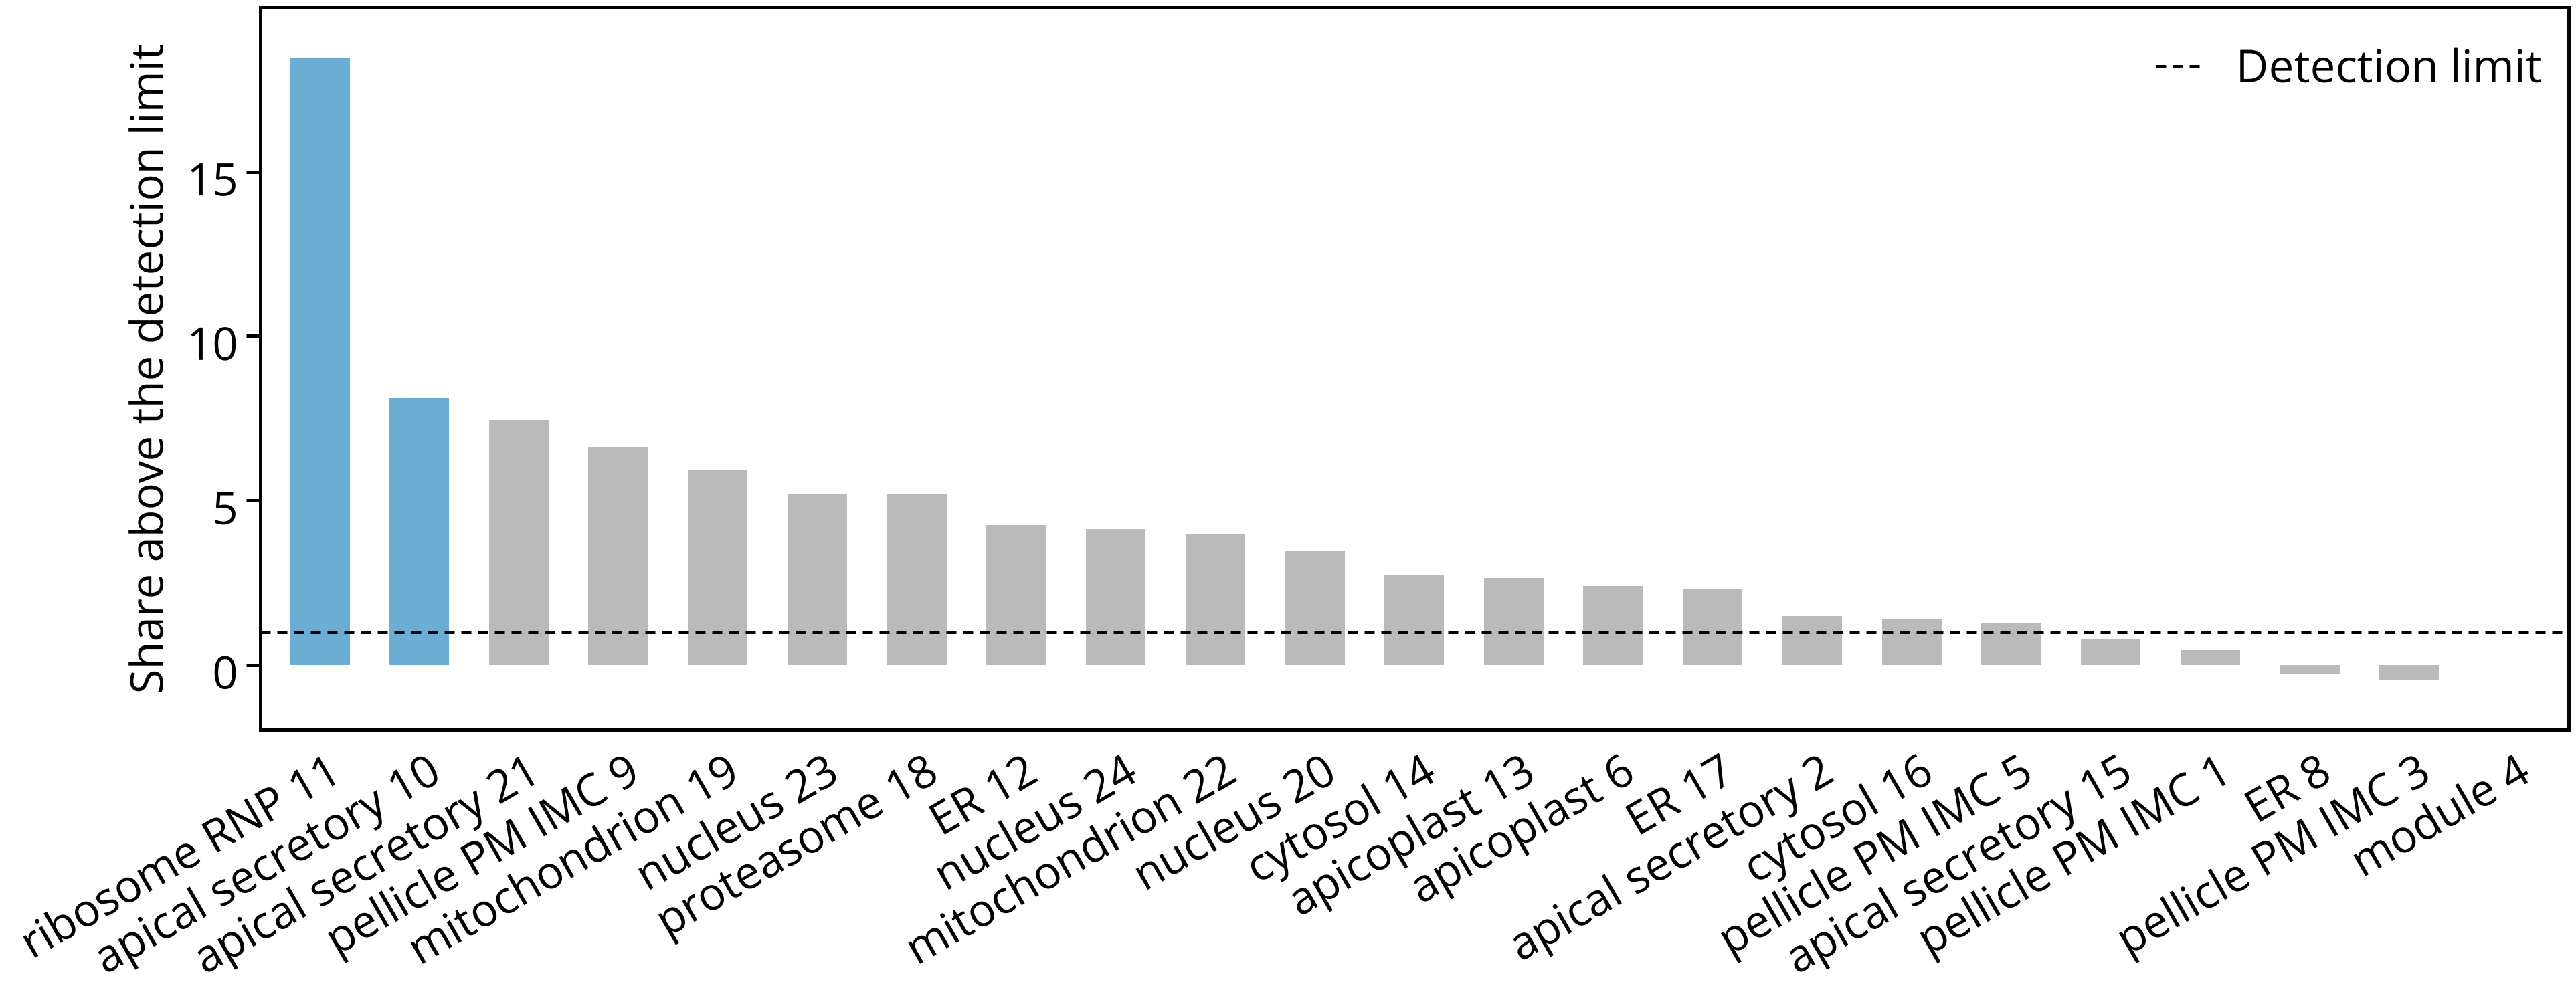 Share above the detection limit
15
10
5
0
Detection limit
ribosome RNP 11
apical secretory 10
apical secretory 21
pellicle PM IMC 9
mitochondrion 19
nucleus 23
proteasome 18
ER 12
nucleus 24
mitochondrion 22
nucleus 20
cytosol 14
apicoplast 13
apicoplast 6
ER 17
apical secretory 2
cytosol 16
pellicle PM IMC 5
apical secretory 15
pellicle PM IMC 1
ER 8
pellicle PM IMC 3
module 4